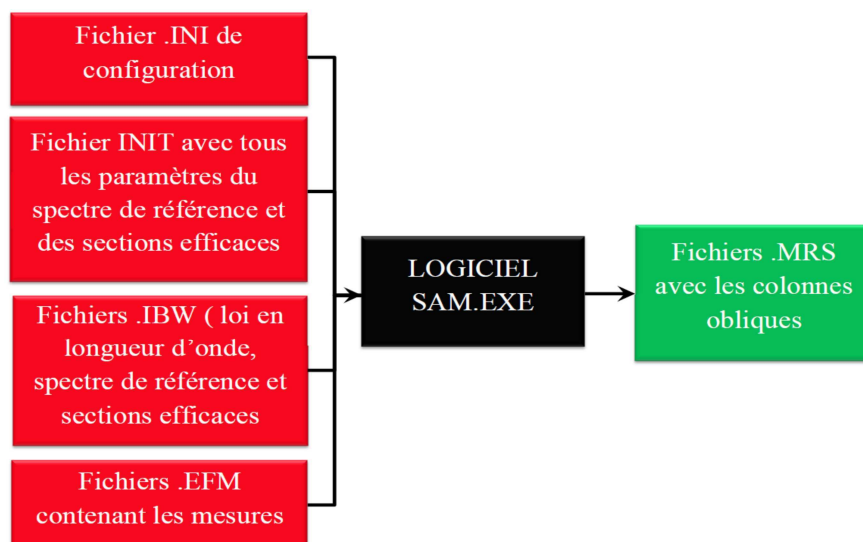 Fichier .INI de
configuration
Fichier INIT avec tous
les paramètres du
spectre de référence et
des sections efficaces
Fichiers .IBW ( loi en
longueur d’onde,
spectre de référence et
sections efficaces
Fichiers .EFM
contenant les mesures
LOGICIEL
SAM.EXE
Fichiers .MRS
avec les colonnes
obliques